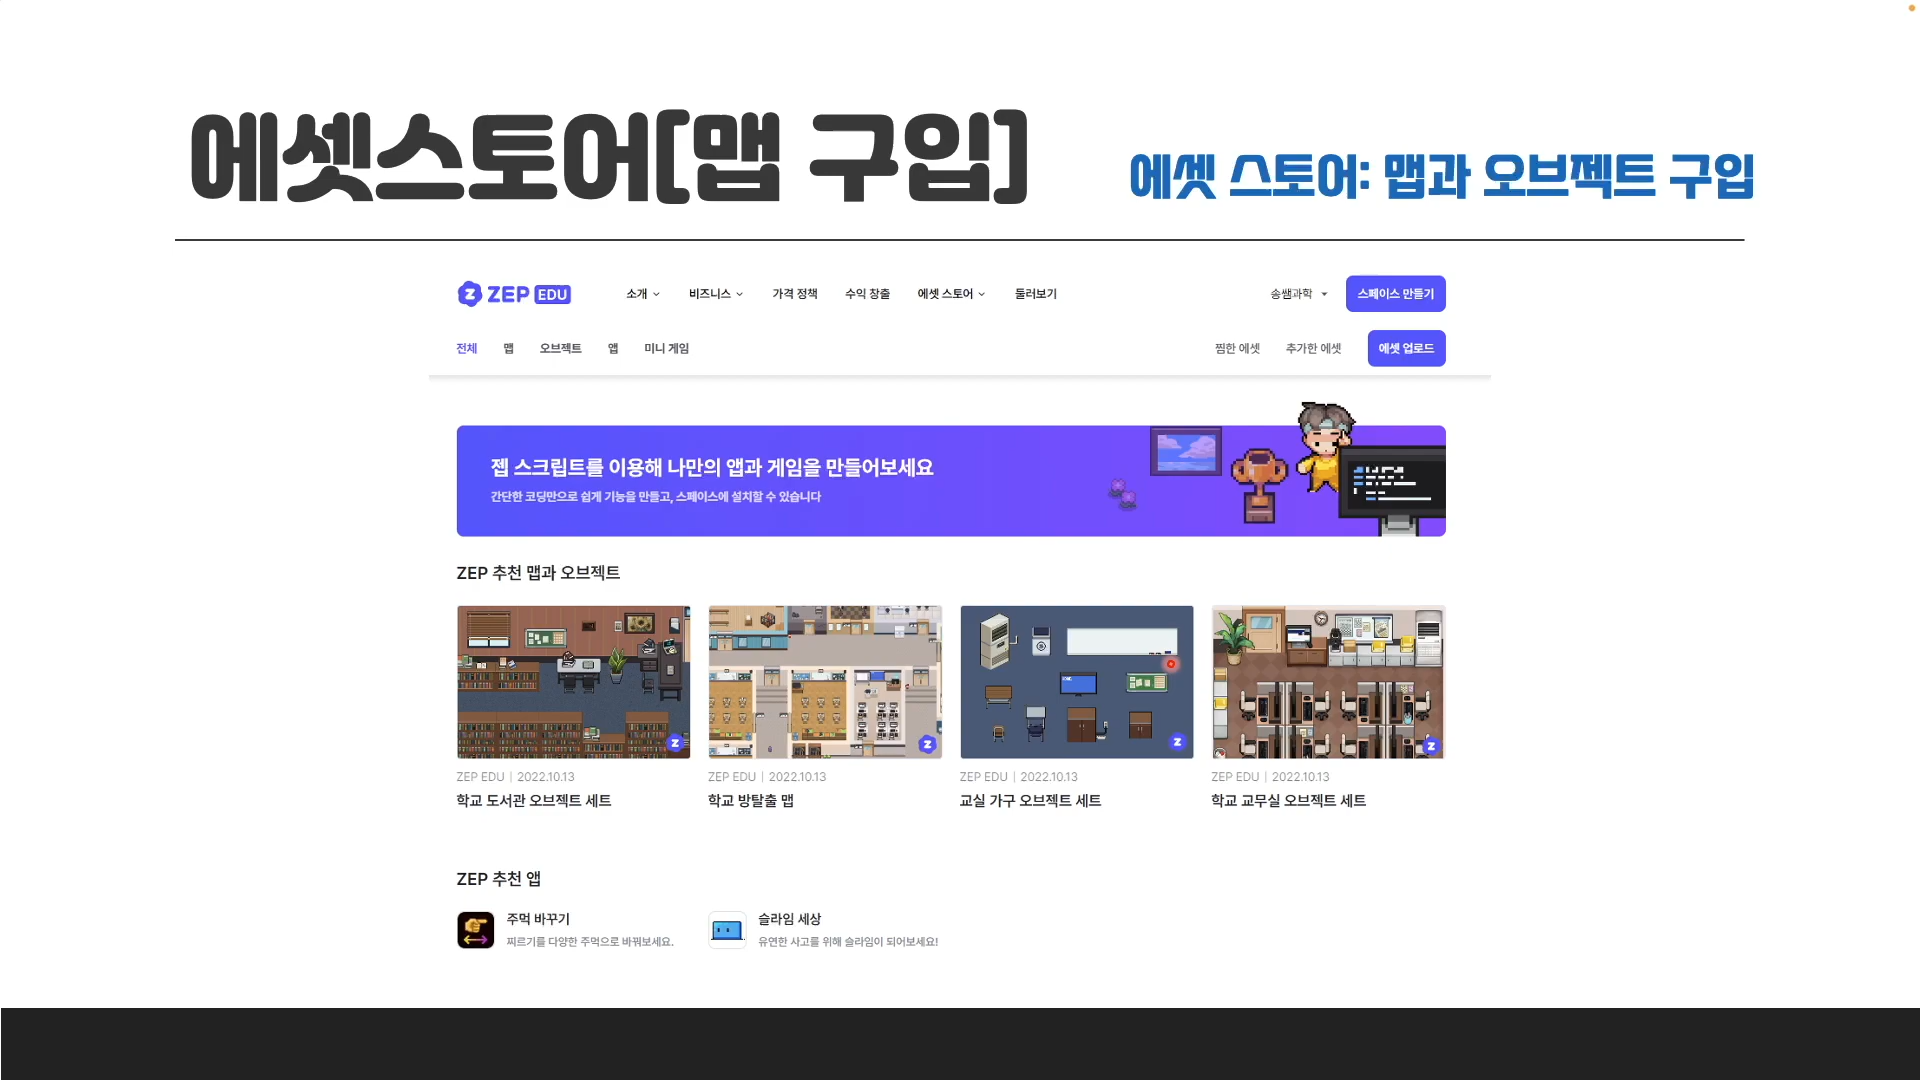 에셋스토어[맵 구입]
에셋 스토어: 맵과 오브젝트 구입
ZEP EDU
소개
비즈니스
가격 정책
수익 창출
에셋 스토어
둘러보기
송쌤과학
스페이스 만들기
전체
맵
오브젝트
앱
미니 게임
찜한 에셋
추가한 에셋
에셋 업로드
젭 스크립트를 이용해 나만의 앱과 게임을 만들어보세요
간단한 코딩만으로 쉽게 기능을 만들고, 스페이스에 설치할 수 있습니다
ZEP 추천 맵과 오브젝트
ZEP EDU | 2022.10.13
학교 도서관 오브젝트 세트
ZEP EDU | 2022.10.13
학교 방탈출 맵
ZEP EDU | 2022.10.13
교실 가구 오브젝트 세트
ZEP EDU | 2022.10.13
학교 교무실 오브젝트 세트
ZEP 추천 앱
주먹 바꾸기
찌르기를 다양한 주먹으로 바꿔보세요.
슬라임 세상
유연한 사고를 위해 슬라임이 되어보세요!